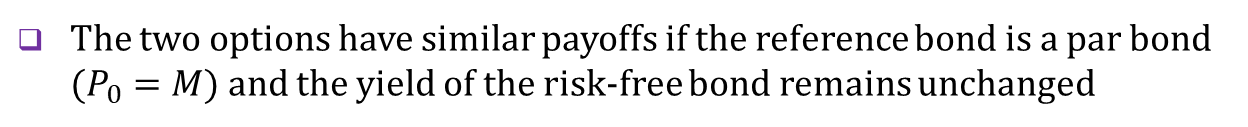 ❑ The two options have similar payoffs if the reference bond is a par bond
(P₀ = M) and the yield of the risk-free bond remains unchanged